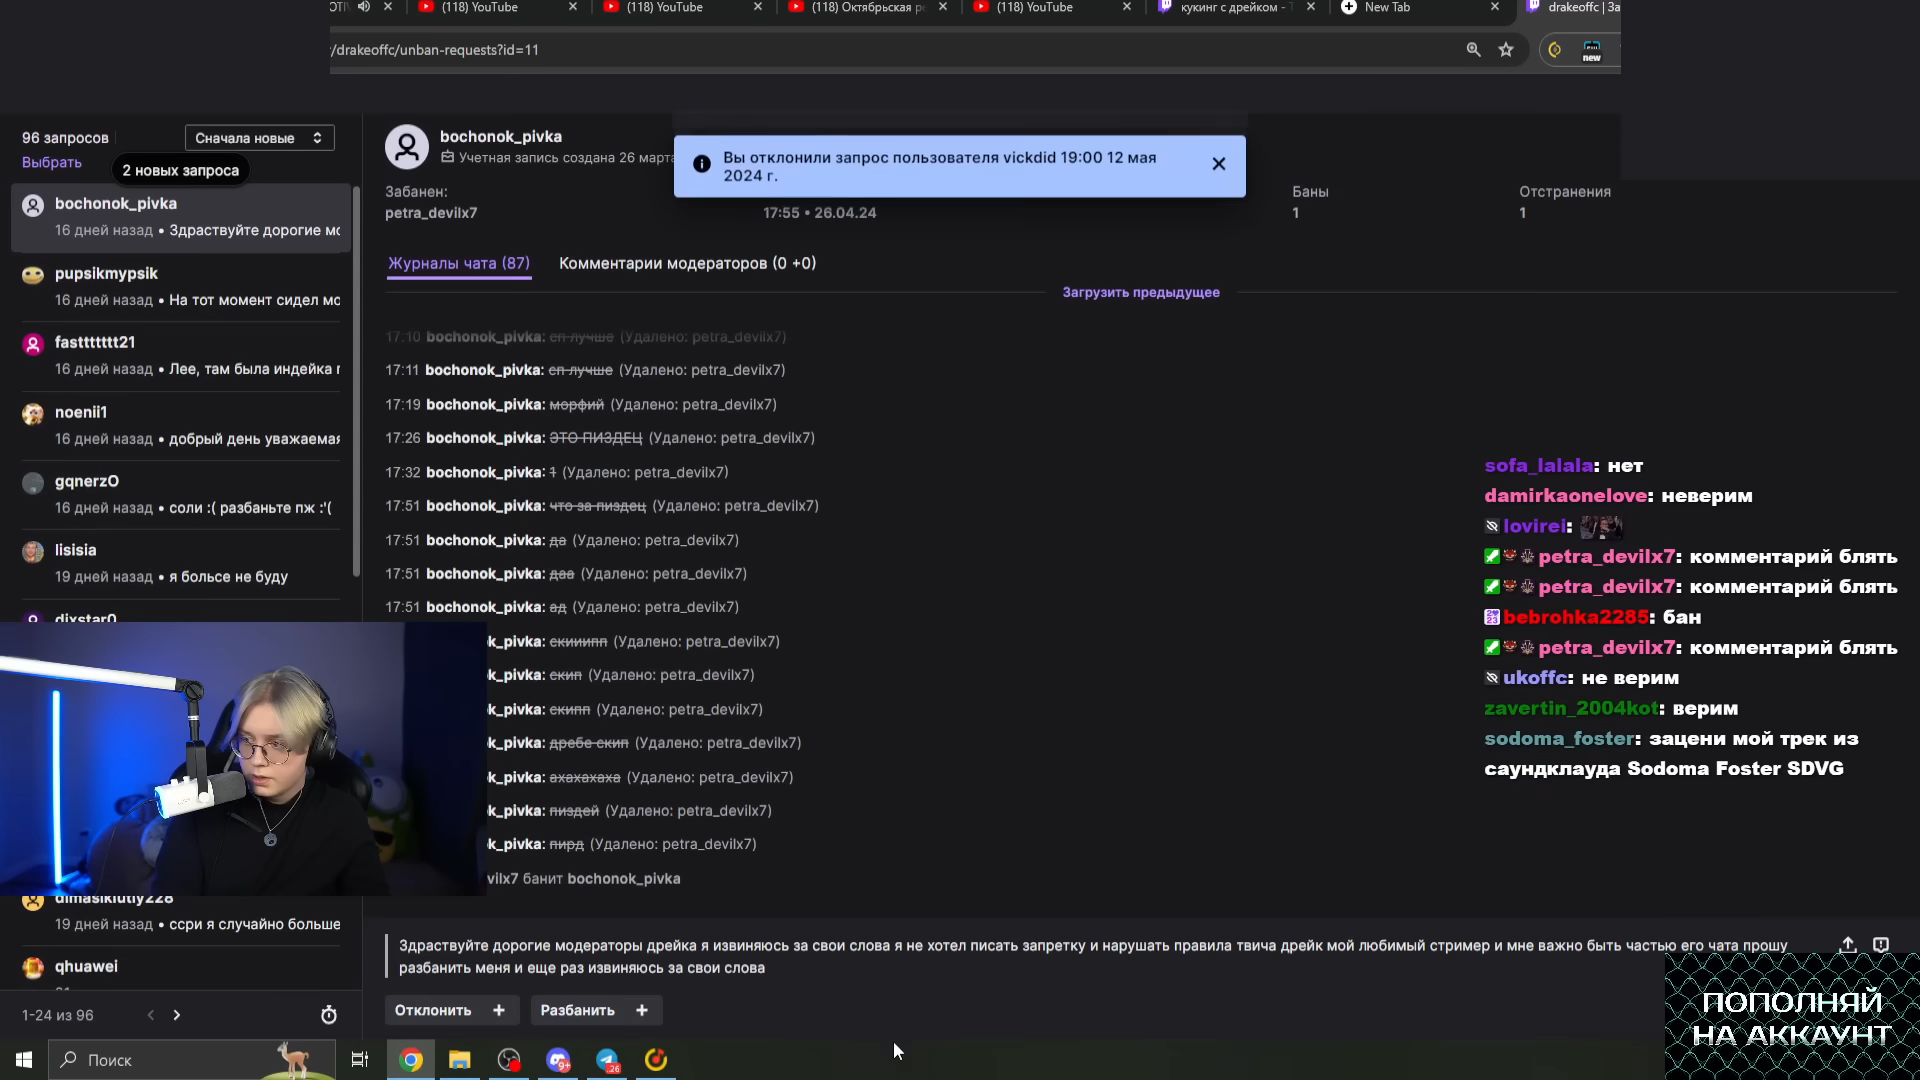 (118) YouTube
(118) YouTube
(118) Октябрьская р
(118) YouTube
кукинг с дрейком -
New Tab
drakeoffc | За
/drakeoffc/unban-requests?id=11
new
96 запросов
Сначала новые
Выбрать
2 новых запроса
bochonok_pivka
16 дней назад • Здраствуйте дорогие мо
pupsikmypsik
16 дней назад • На тот момент сидел мо
fasttttttt21
16 дней назад • Лее, там была индейка
noenii1
16 дней назад • добрый день уважаемая
gqnerzO
16 дней назад • соли :( разбаньте пж :'(
lisisia
19 дней назад • я больсе не буду
dixstar0
dimasiklutiy228
19 дней назад • ссри я случайно больше
qhuawei
1-24 из 96
bochonok_pivka
Учетная запись создана 26 марта
Вы отклонили запрос пользователя vickdid 19:00 12 мая
2024 г.
Забанен:
petra_devilx7
17:55 • 26.04.24
Баны
1
Отстранения
1
Журналы чата (87)
Комментарии модераторов (0 +0)
Загрузить предыдущее
17:10 bochonok_pivka: сп лучше (Удалено: petra_devilx7)
17:11 bochonok_pivka: сп лучше (Удалено: petra_devilx7)
17:19 bochonok_pivka: морфий (Удалено: petra_devilx7)
17:26 bochonok_pivka: ЭТО ПИЗДЕЦ (Удалено: petra_devilx7)
17:32 bochonok_pivka: 1 (Удалено: petra_devilx7)
17:51 bochonok_pivka: что за пиздец (Удалено: petra_devilx7)
17:51 bochonok_pivka: да (Удалено: petra_devilx7)
17:51 bochonok_pivka: даа (Удалено: petra_devilx7)
17:51 bochonok_pivka: ад (Удалено: petra_devilx7)
k_pivka: скииипп (Удалено: petra_devilx7)
k_pivka: скип (Удалено: petra_devilx7)
k_pivka: скипп (Удалено: petra_devilx7)
k_pivka: дребе скип (Удалено: petra_devilx7)
k_pivka: ахахахаха (Удалено: petra_devilx7)
k_pivka: пиздей (Удалено: petra_devilx7)
k_pivka: пирд (Удалено: petra_devilx7)
vilx7 банит bochonok_pivka
Здраствуйте дорогие модераторы дрейка я извиняюсь за свои слова я не хотел писать запретку и нарушать правила твича дрейк мой любимый стример и мне важно быть частью его чата прошу
разбанить меня и еще раз извиняюсь за свои слова
Отклонить +
Разбанить +
sofa_lalala: нет
damirkaonelove: неверим
lovirei:
petra_devilx7: комментарий блять
petra_devilx7: комментарий блять
bebrohka2285: бан
petra_devilx7: комментарий блять
ukoffc: не верим
zavertin_2004kot: верим
sodoma_foster: зацени мой трек из
саундклауда Sodoma Foster SDVG
ПОПОЛНЯЙ
НА АККАУНТ
Поиск
9+
26